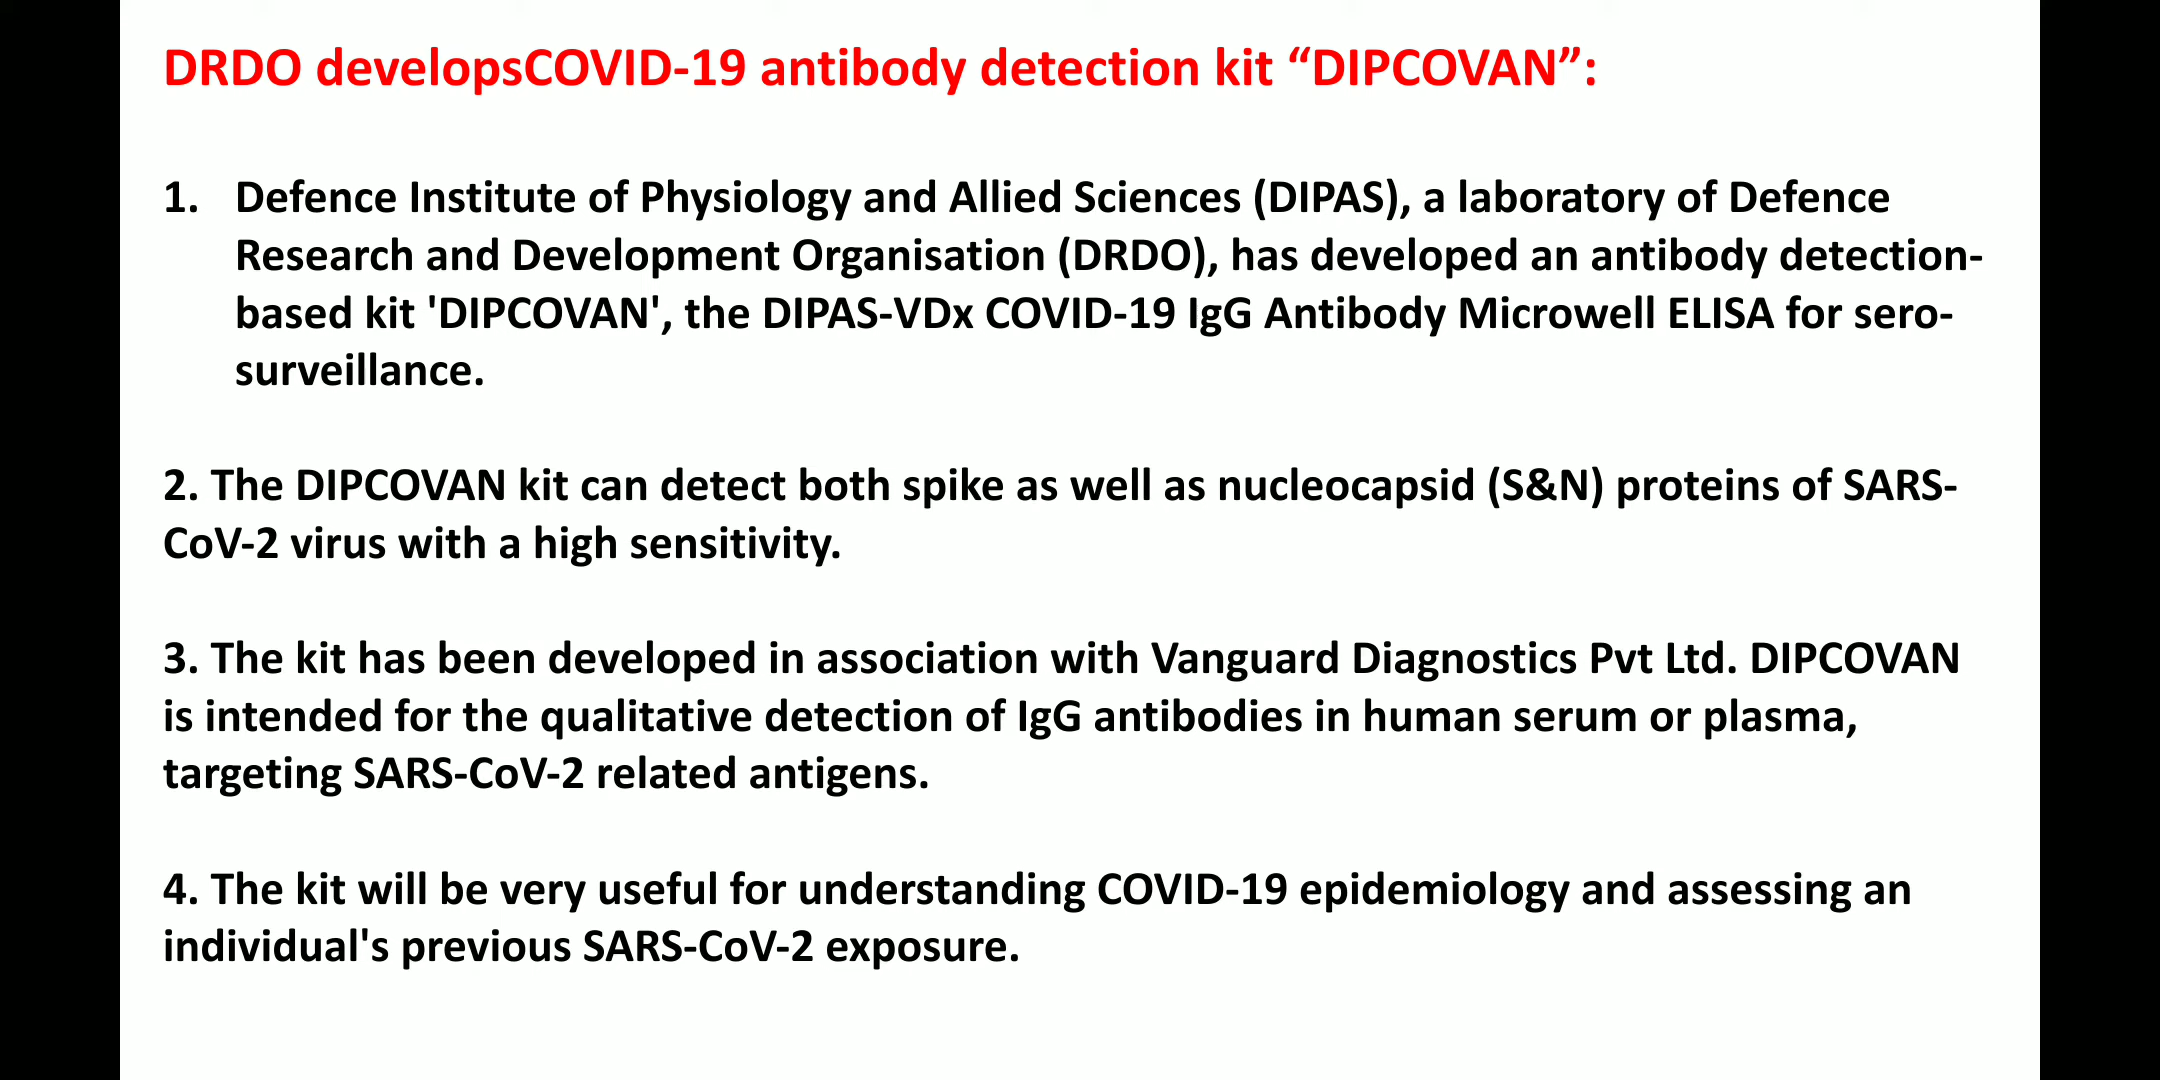 DRDO developsCOVID-19 antibody detection kit “DIPCOVAN”:
1. Defence Institute of Physiology and Allied Sciences (DIPAS), a laboratory of Defence
Research and Development Organisation (DRDO), has developed an antibody detection-
based kit 'DIPCOVAN', the DIPAS-VDx COVID-19 IgG Antibody Microwell ELISA for sero-
surveillance.
2. The DIPCOVAN kit can detect both spike as well as nucleocapsid (S&N) proteins of SARS-
CoV-2 virus with a high sensitivity.
3. The kit has been developed in association with Vanguard Diagnostics Pvt Ltd. DIPCOVAN
is intended for the qualitative detection of IgG antibodies in human serum or plasma,
targeting SARS-CoV-2 related antigens.
4. The kit will be very useful for understanding COVID-19 epidemiology and assessing an
individual's previous SARS-CoV-2 exposure.